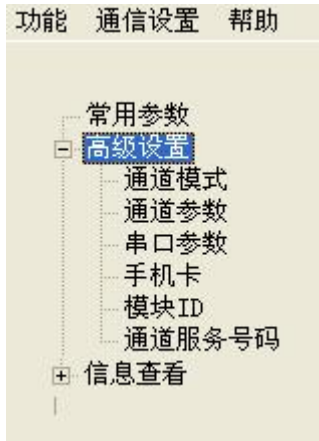 功能 通信设置 帮助
常用参数
高级设置
通道模式
通道参数
串口参数
手机卡
模块ID
通道服务号码
信息查看